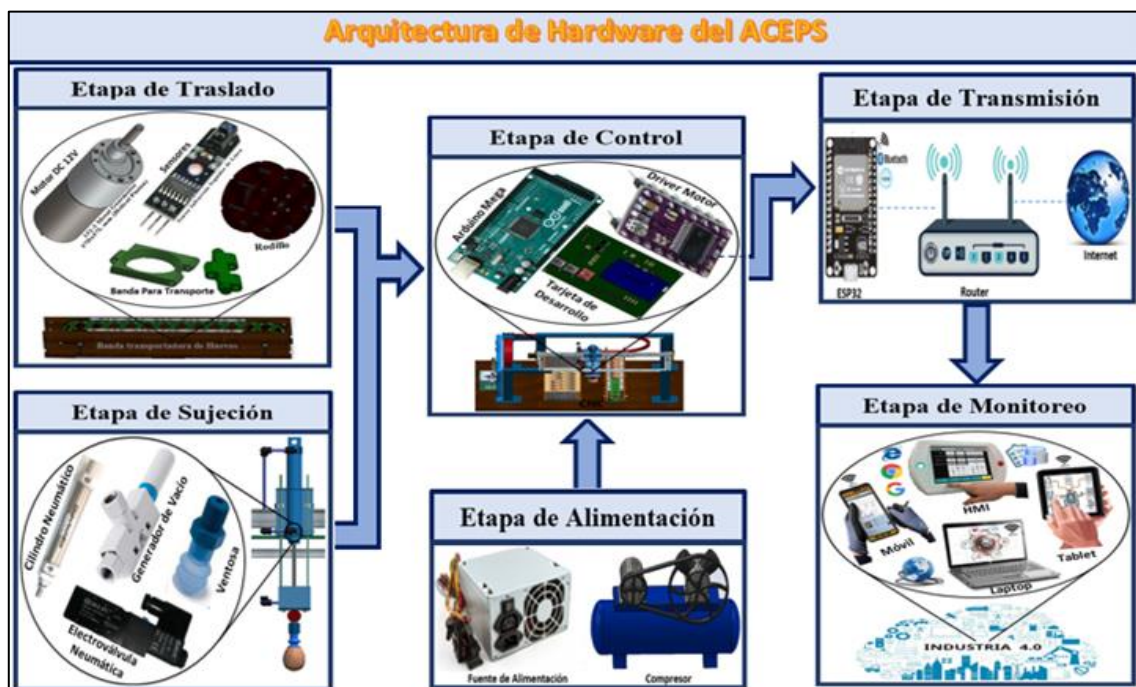 Arquitectura de Hardware del ACEPS
Etapa de Traslado
Motor DC 12V
Sensores
Rodillo
Banda Para Transporte
Banda transportadora de Huevos
Etapa de Sujeción
Cilindro Neumático
Generador de Vacío
Ventosa
Electroválvula
Neumática
Etapa de Control
Arduino Mega
Driver Motor
Tarjeta de
Desarrollo
CNC
Etapa de Alimentación
Fuente de Alimentación
Compresor
Etapa de Transmisión
Bluetooth
ESP32
Router
Internet
Etapa de Monitoreo
HMI
Móvil
Tablet
Laptop
INDUSTRIA 4.0